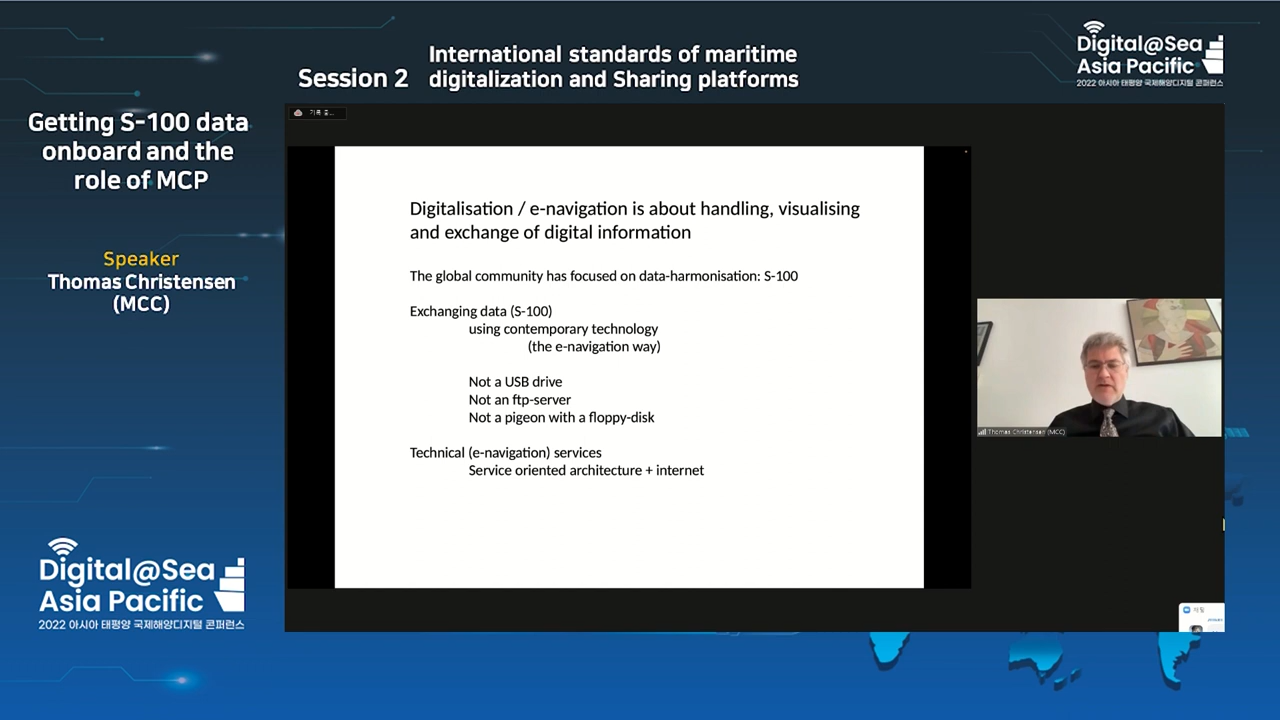 Session 2
International standards of maritime
digitalization and Sharing platforms
Digital@Sea
Asia Pacific
2022 아시아 태평양 국제해양디지털 콘퍼런스
Getting S-100 data
onboard and the
role of MCP
Speaker
Thomas Christensen
(MCC)
Digitalisation / e-navigation is about handling, visualising
and exchange of digital information
The global community has focused on data-harmonisation: S-100
Exchanging data (S-100)
using contemporary technology
(the e-navigation way)
Not a USB drive
Not an ftp-server
Not a pigeon with a floppy-disk
Technical (e-navigation) services
Service oriented architecture + internet
Thomas Christensen (MCC)
Digital@Sea
Asia Pacific
2022 아시아 태평양 국제해양디지털 콘퍼런스